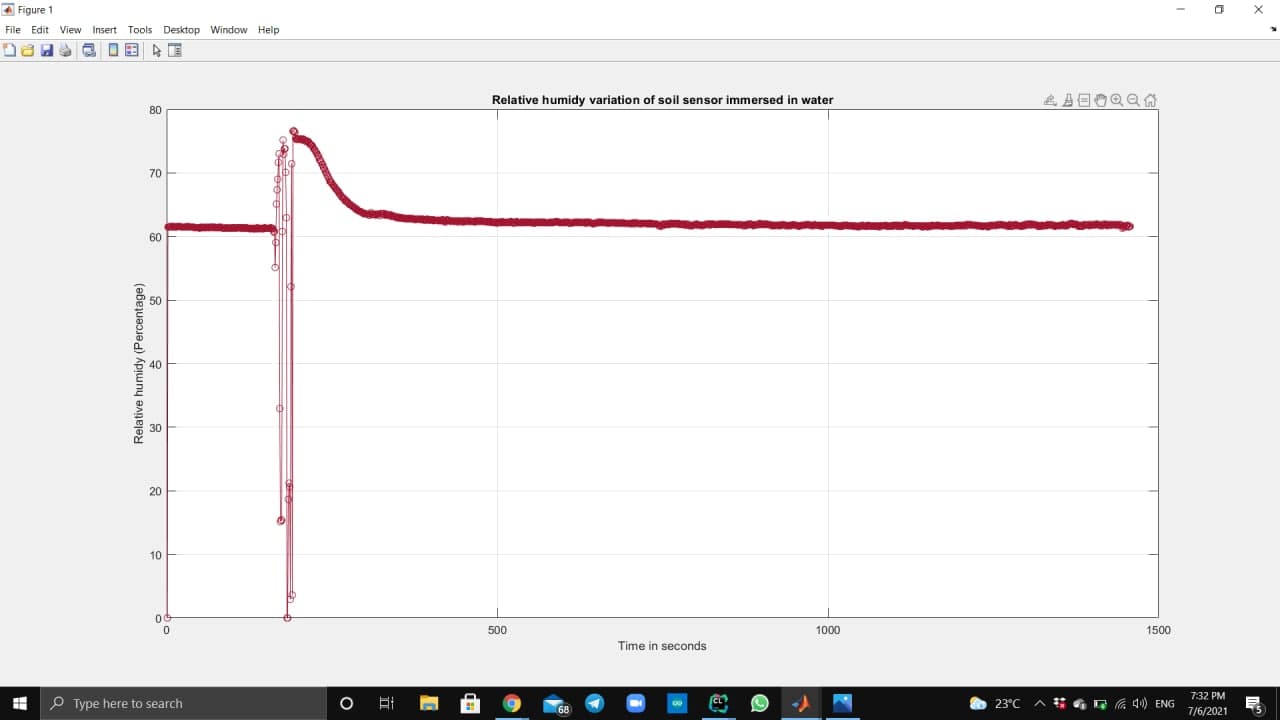 Figure 1
File Edit View Insert Tools Desktop Window Help
Relative humidy variation of soil sensor immersed in water
80
70
60
50
40
30
20
10
0
Relative humidy (Percentage)
0 500 1000 1500
Time in seconds
Type here to search
68
CL
23°C
ENG
7:32 PM
7/6/2021
5